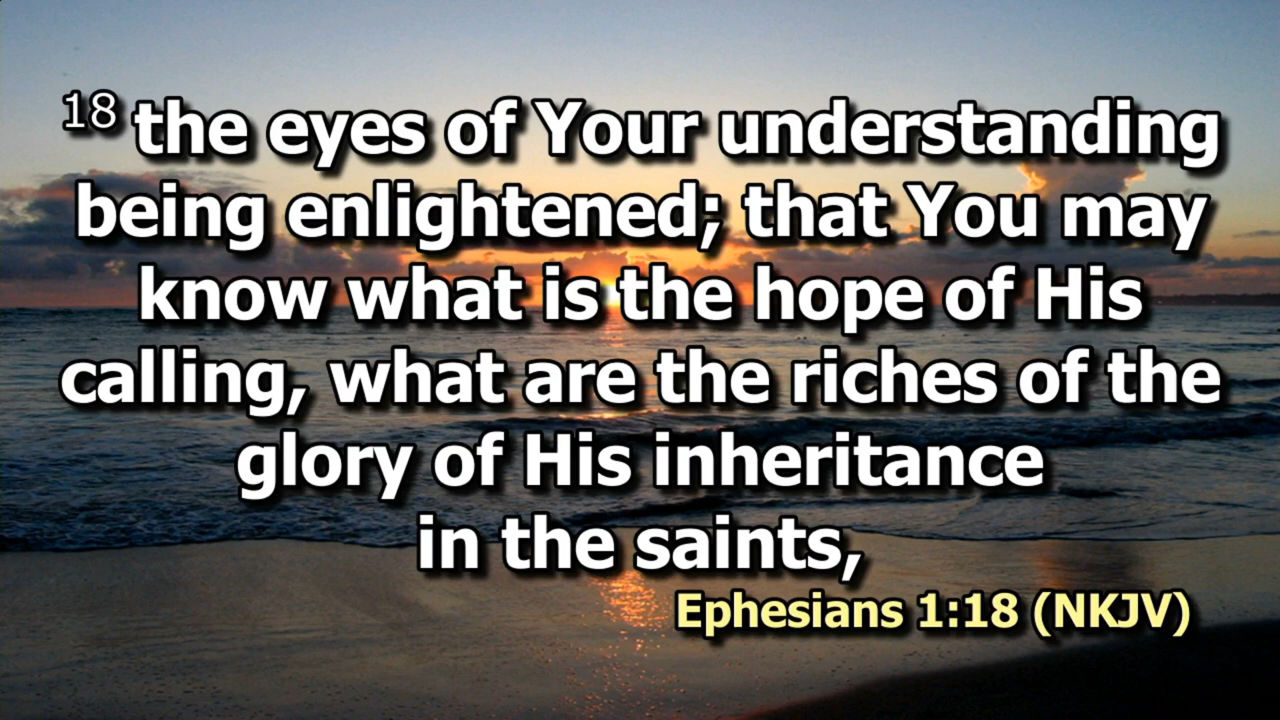 18 the eyes of Your understanding
being enlightened; that You may
know what is the hope of His
calling, what are the riches of the
glory of His inheritance
in the saints,
Ephesians 1:18 (NKJV)